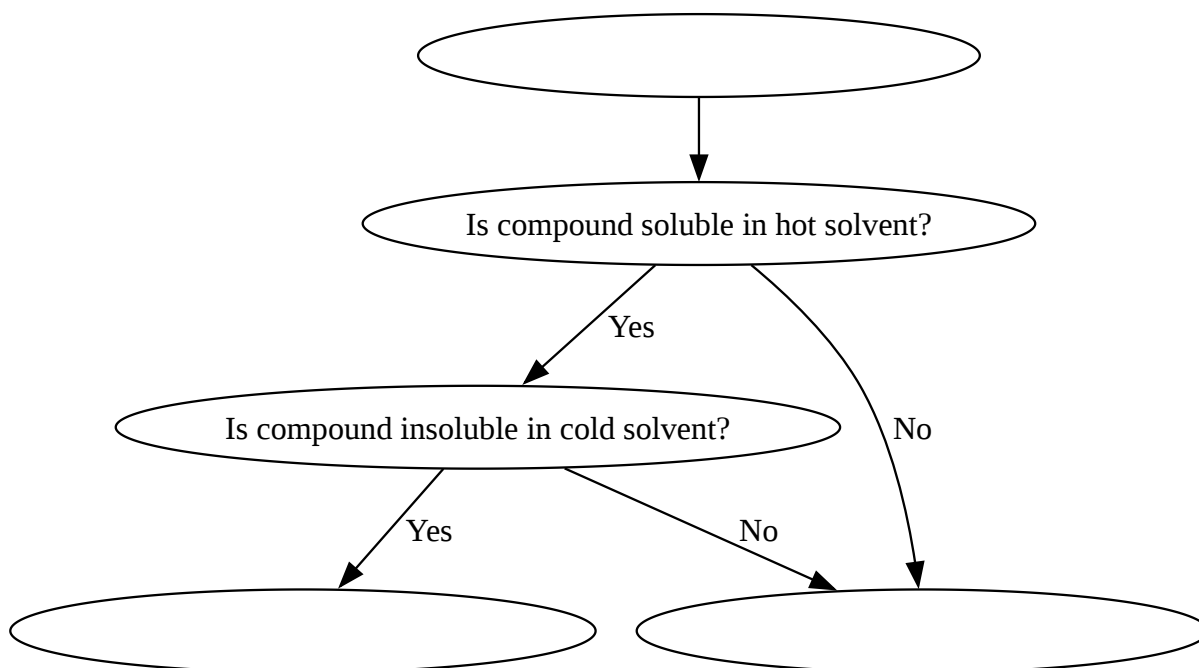 Is compound soluble in hot solvent?
Yes
Is compound insoluble in cold solvent?
No
Yes
No